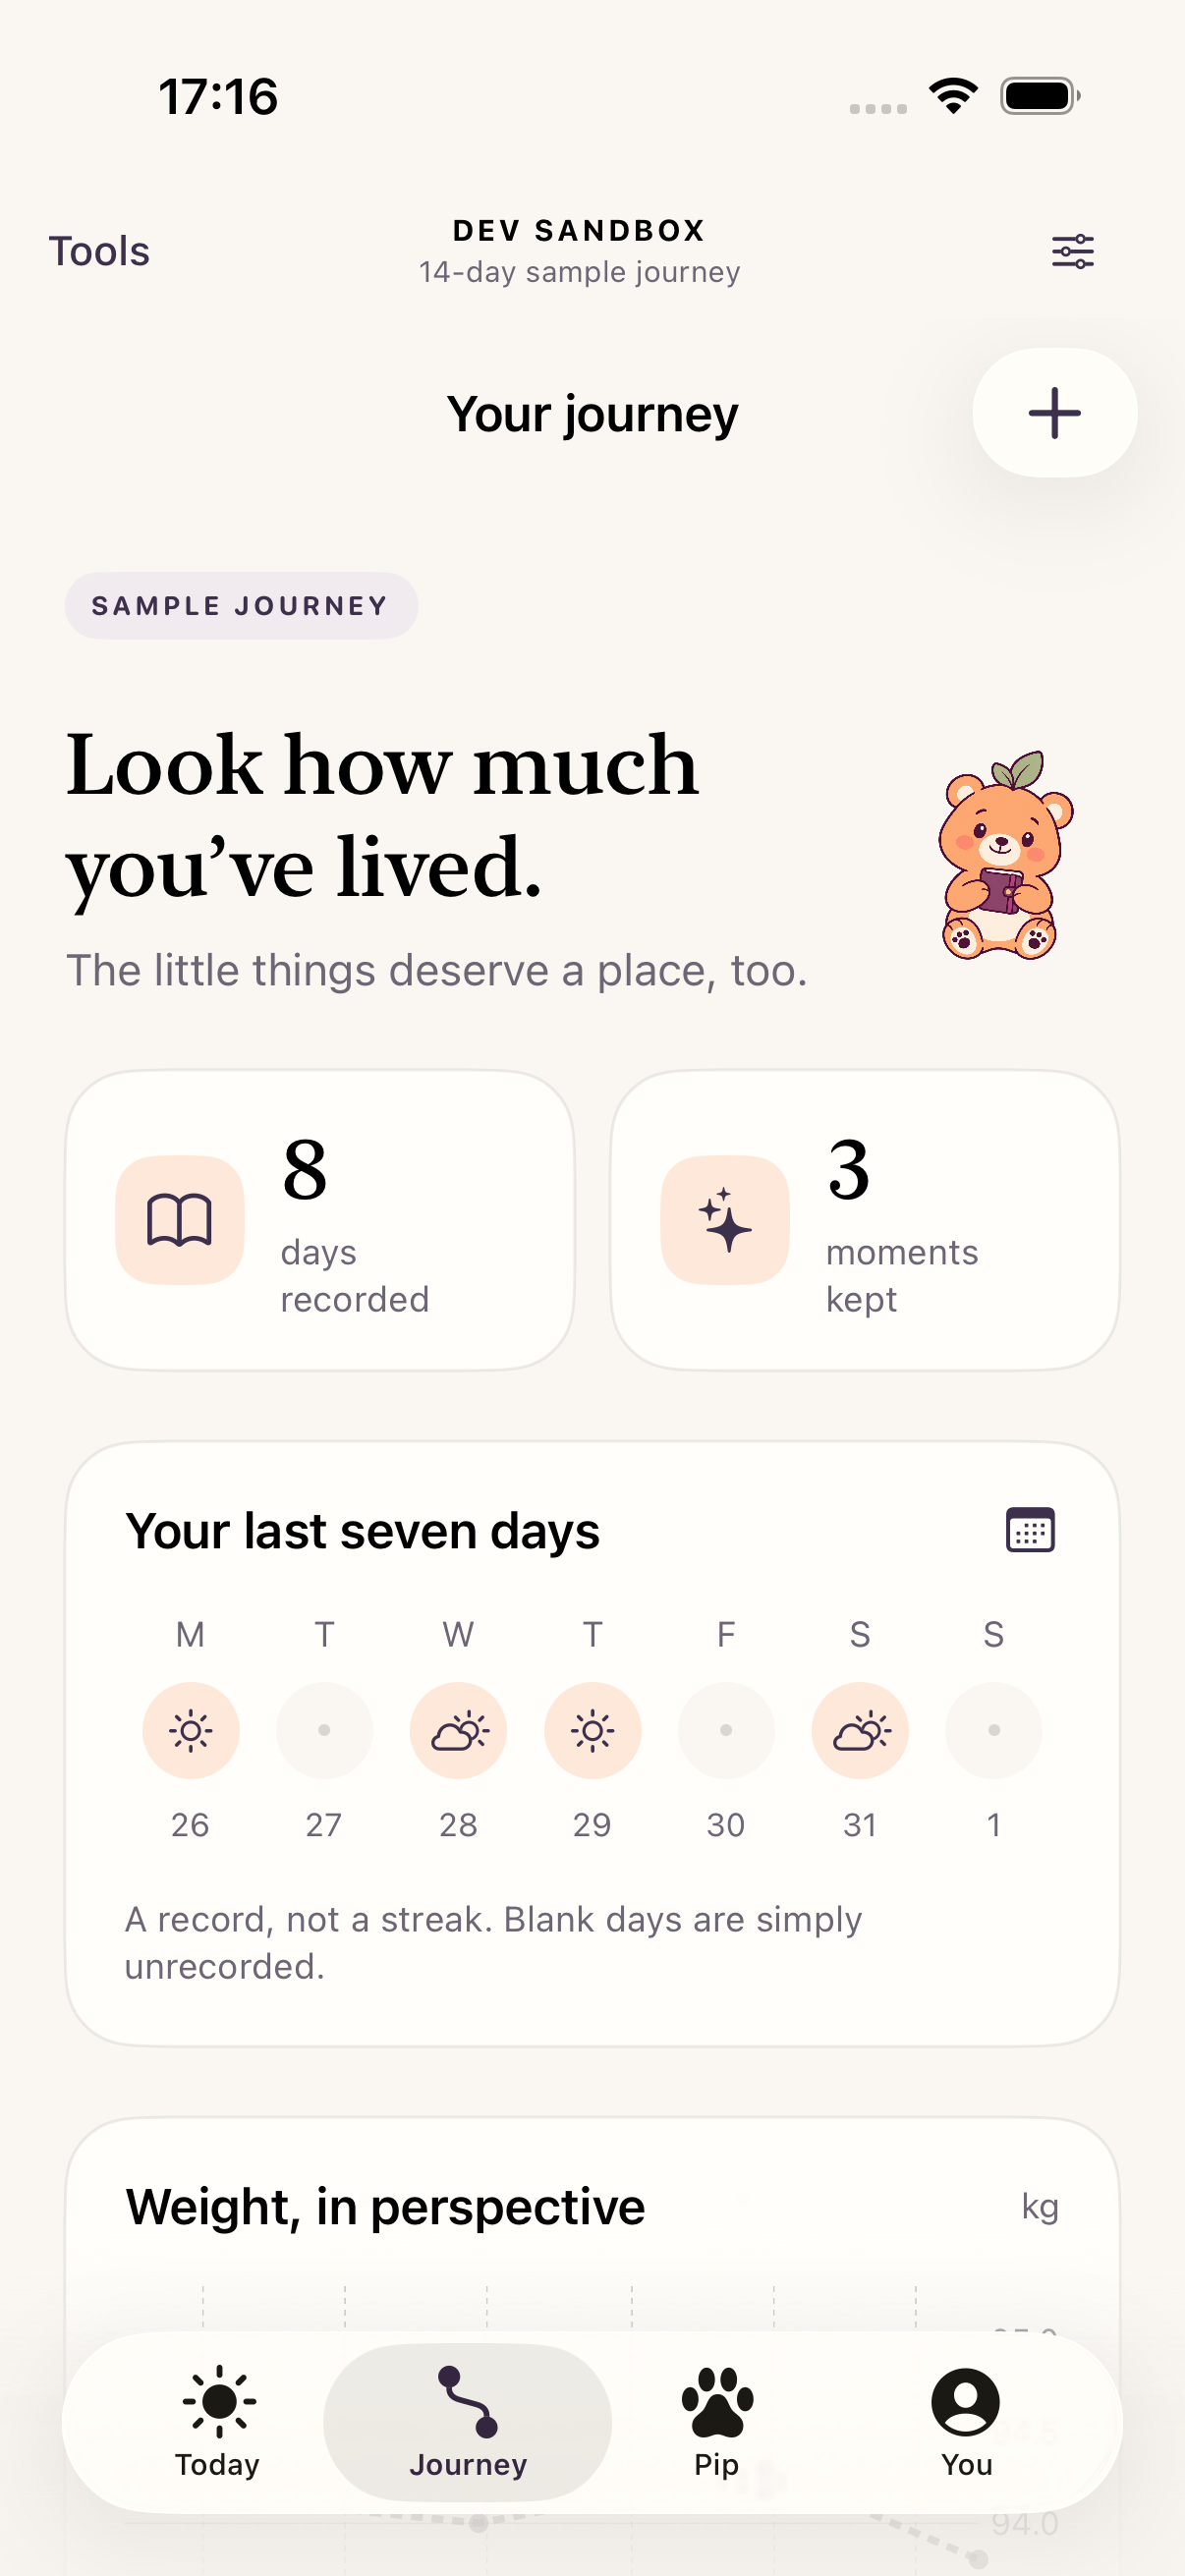 17:16
Tools
DEV SANDBOX
14-day sample journey
Your journey
SAMPLE JOURNEY
Look how much
you’ve lived.
The little things deserve a place, too.
8
days
recorded
3
moments
kept
Your last seven days
M T W T F S S
26 27 28 29 30 31 1
A record, not a streak. Blank days are simply
unrecorded.
Weight, in perspective
kg
94.5
94.0
Today
Journey
Pip
You